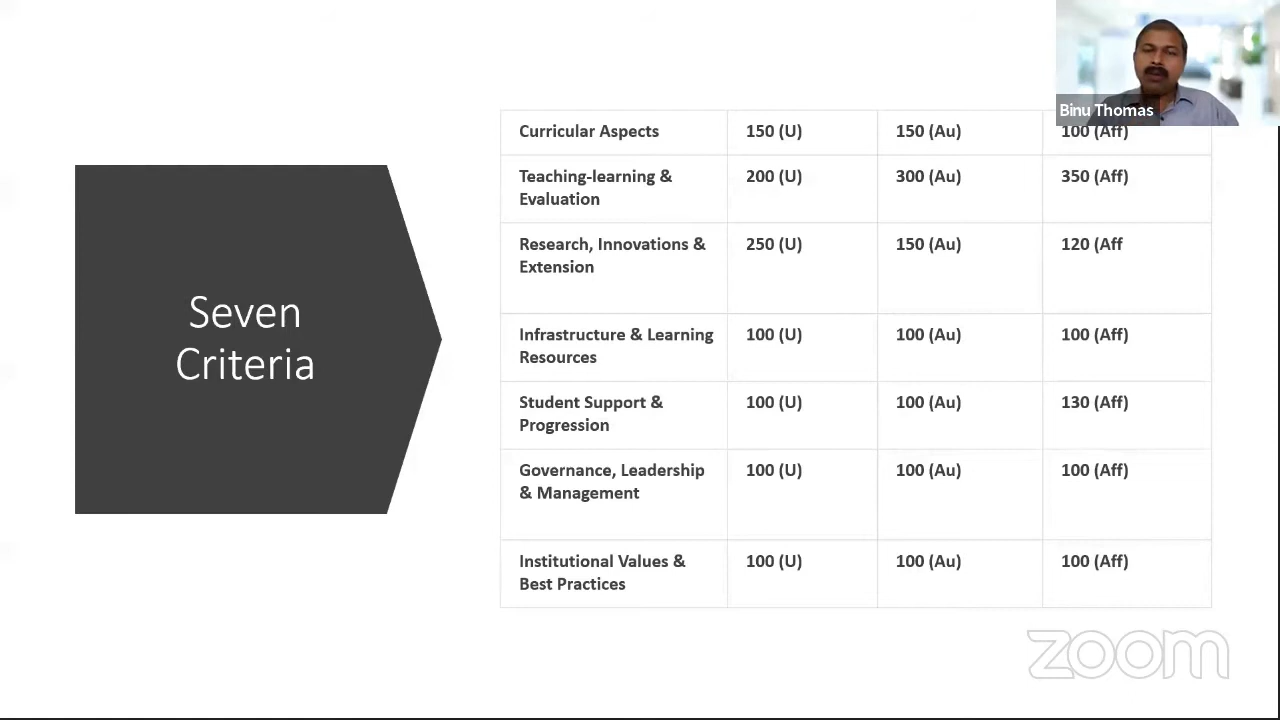 Binu Thomas
Seven
Criteria
Curricular Aspects 150 (U) 150 (Au) 100 (Aff)
Teaching-learning & 200 (U) 300 (Au) 350 (Aff)
Evaluation
Research, Innovations & 250 (U) 150 (Au) 120 (Aff
Extension
Infrastructure & Learning 100 (U) 100 (Au) 100 (Aff)
Resources
Student Support & 100 (U) 100 (Au) 130 (Aff)
Progression
Governance, Leadership 100 (U) 100 (Au) 100 (Aff)
& Management
Institutional Values & 100 (U) 100 (Au) 100 (Aff)
Best Practices
zoom